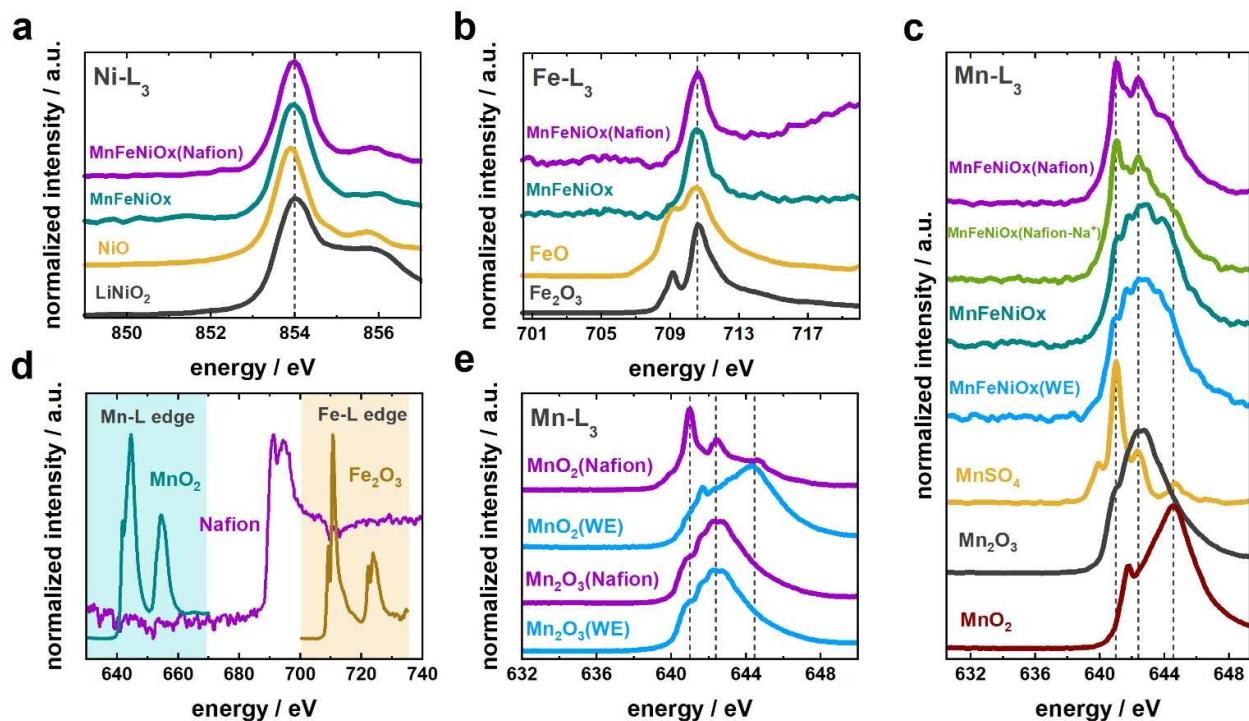 a
Ni-L3
normalized intensity / a.u.
MnFeNiOx(Nafion)
MnFeNiOx
NiO
LiNiO2
850 852 854 856
energy / eV
b
Fe-L3
normalized intensity / a.u.
MnFeNiOx(Nafion)
MnFeNiOx
FeO
Fe2O3
701 705 709 713 717
energy / eV
c
Mn-L3
normalized intensity / a.u.
MnFeNiOx(Nafion)
MnFeNiOx(Nafion-Na+)
MnFeNiOx
MnFeNiOx(WE)
MnSO4
Mn2O3
MnO2
632 636 640 644 648
energy / eV
d
normalized intensity / a.u.
Mn-L edge
Fe-L edge
MnO2
Fe2O3
Nafion
640 660 680 700 720 740
energy / eV
e
Mn-L3
normalized intensity / a.u.
MnO2(Nafion)
MnO2(WE)
Mn2O3(Nafion)
Mn2O3(WE)
632 636 640 644 648
energy / eV